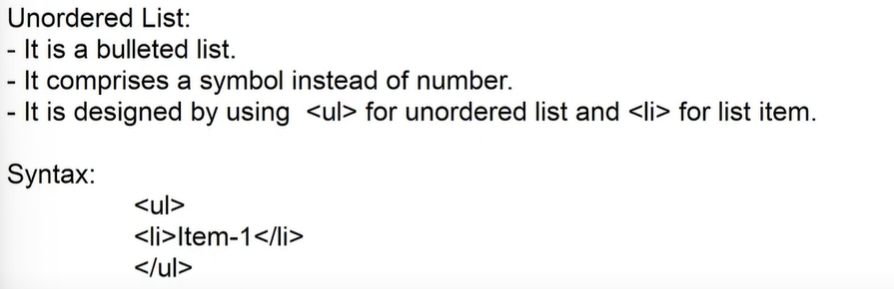 Unordered List:
- It is a bulleted list.
- It comprises a symbol instead of number.
- It is designed by using <ul> for unordered list and <li> for list item.
Syntax:
<ul>
<li>Item-1</li>
</ul>